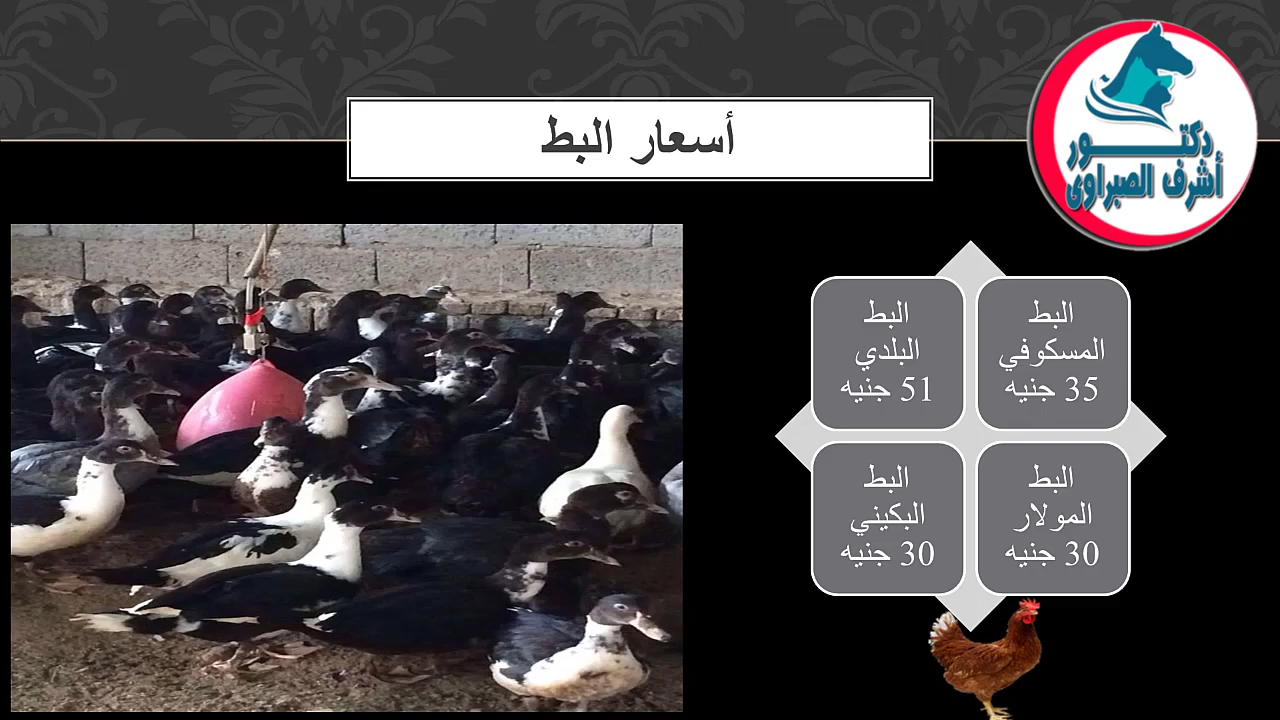 أسعار البط
دكتور
أشرف الصبراوى
البط
المسكوفي
35 جنيه
البط
البلدي
51 جنيه
البط
المولار
30 جنيه
البط
البكيني
30 جنيه